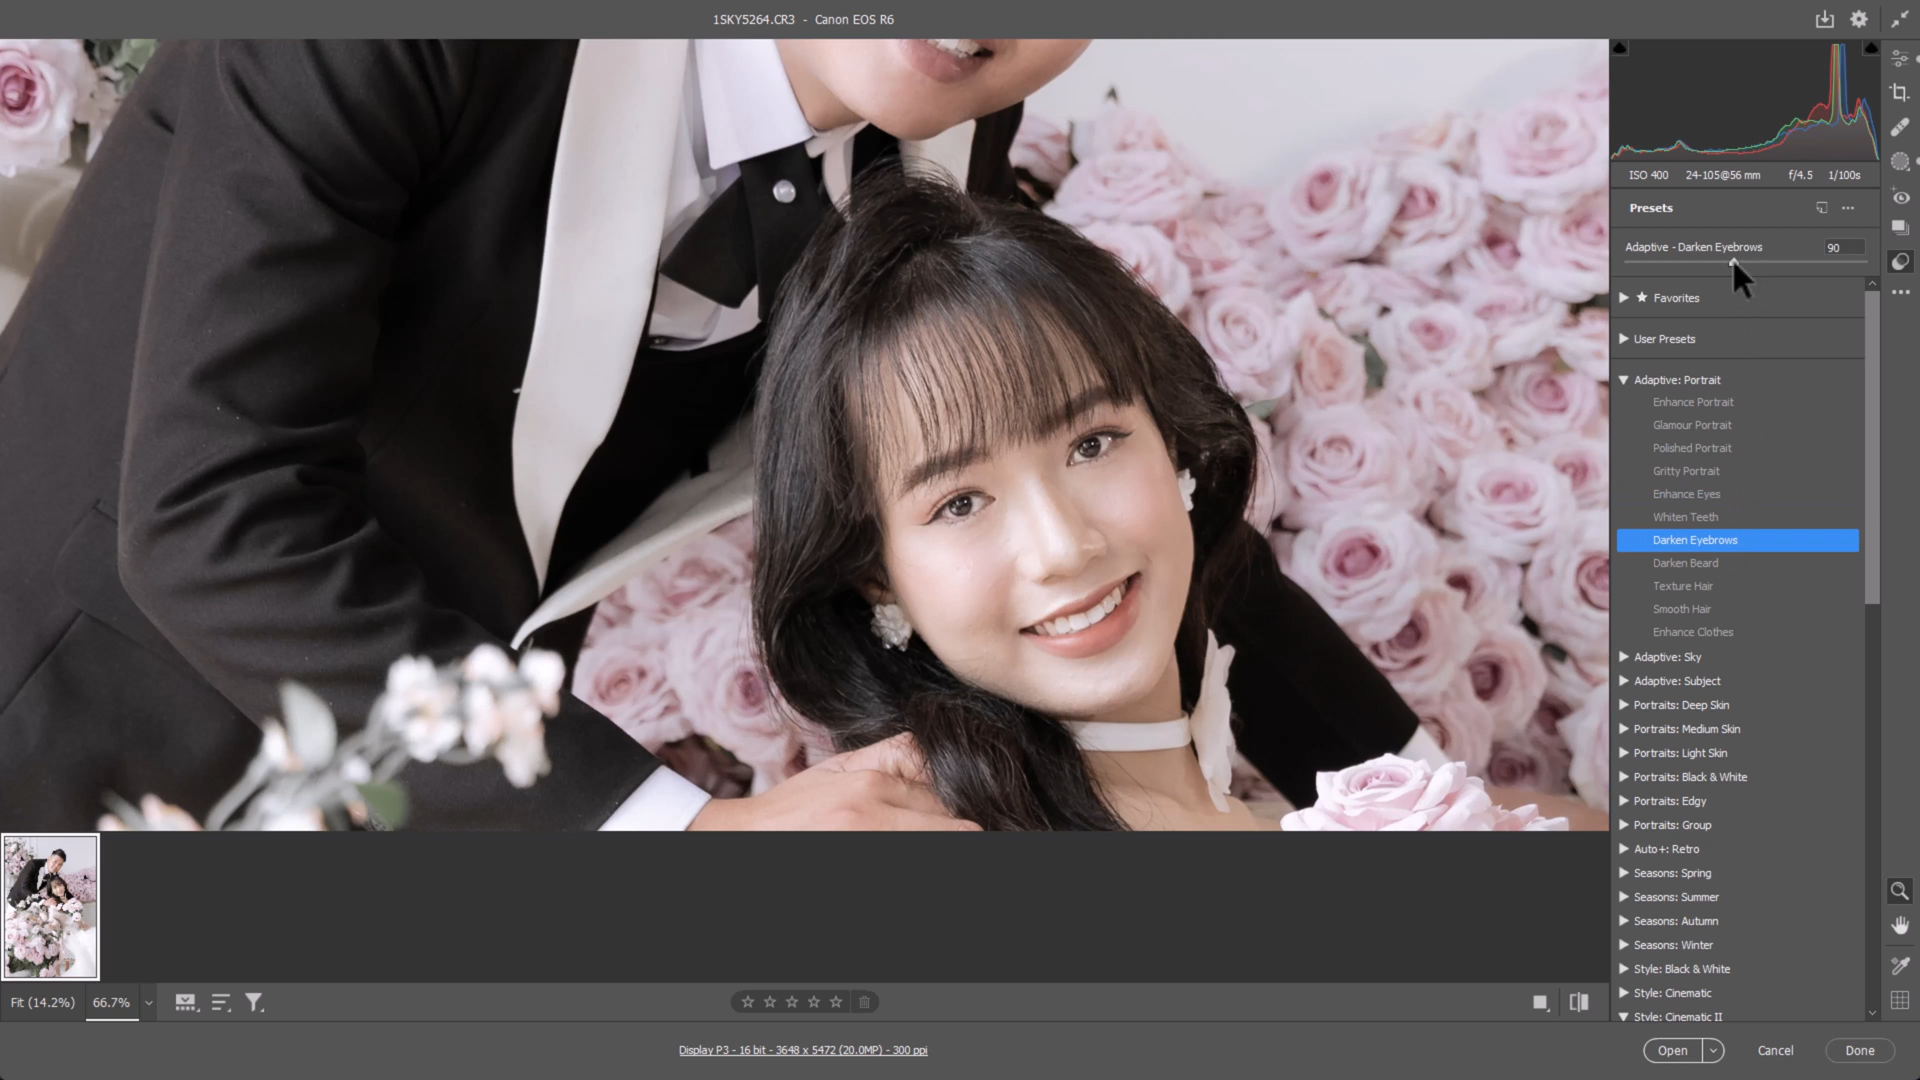 1SKY5264.CR3 - Canon EOS R6
ISO 400 24-105@56 mm f/4.5 1/100s
Presets
Adaptive - Darken Eyebrows 90
Favorites
User Presets
Adaptive: Portrait
Enhance Portrait
Glamour Portrait
Polished Portrait
Gritty Portrait
Enhance Eyes
Whiten Teeth
Darken Eyebrows
Darken Beard
Texture Hair
Smooth Hair
Enhance Clothes
Adaptive: Sky
Adaptive: Subject
Portraits: Deep Skin
Portraits: Medium Skin
Portraits: Light Skin
Portraits: Black & White
Portraits: Edgy
Portraits: Group
Auto+: Retro
Seasons: Spring
Seasons: Summer
Seasons: Autumn
Seasons: Winter
Style: Black & White
Style: Cinematic
Style: Cinematic II
Fit (14.2%) 66.7%
Display P3 - 16 bit - 3648 x 5472 (20.0MP) - 300 ppi
Open Cancel Done